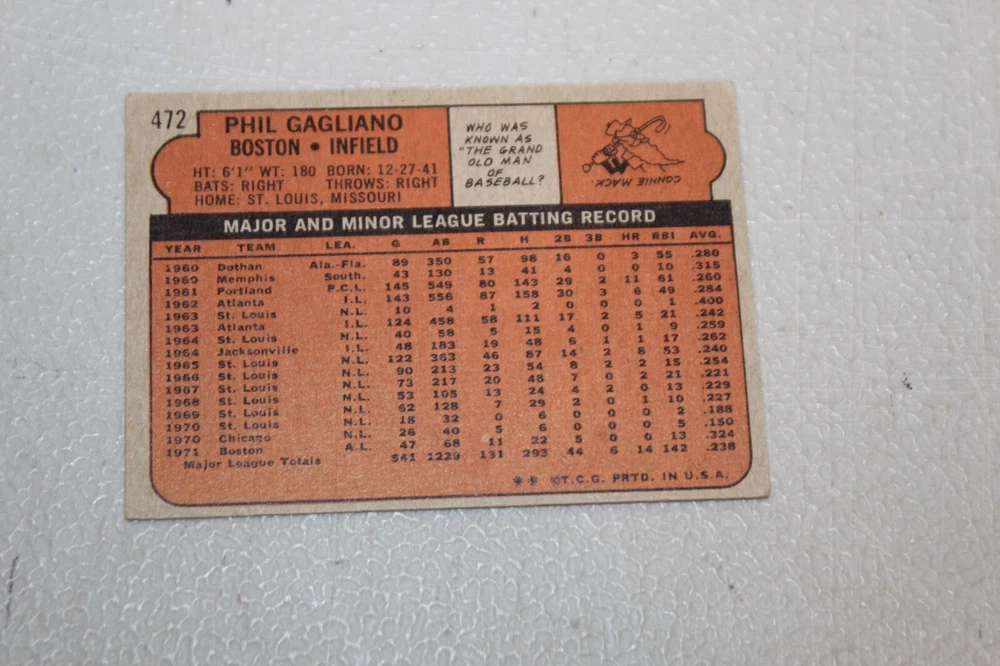 472
PHIL GAGLIANO
BOSTON • INFIELD
HT: 6'1" WT: 180 BORN: 12-27-41
BATS: RIGHT THROWS: RIGHT
HOME: ST. LOUIS, MISSOURI
WHO WAS
KNOWN AS
"THE GRAND
OLD MAN
OF
BASEBALL?
CONNIE MACK
MAJOR AND MINOR LEAGUE BATTING RECORD
YEAR TEAM LEA. G AB R H 2B 3B HR RBI AVG.
1960 Dothan Ala.-Fla. 89 350 57 98 16 0 3 55 .280
1960 Memphis South. 43 130 13 41 4 0 0 10 .315
1961 Portland P.C.L. 145 549 80 143 29 2 11 61 .260
1962 Atlanta I.L. 143 556 87 158 30 3 6 49 .284
1963 St. Louis N.L. 10 4 1 2 0 0 0 1 .400
1963 Atlanta I.L. 124 458 58 111 17 2 5 21 .242
1964 St. Louis N.L. 40 58 5 15 4 0 1 9 .259
1964 Jacksonville I.L. 48 183 19 48 6 1 1 17 .262
1965 St. Louis N.L. 122 363 46 87 14 2 8 53 .240
1966 St. Louis N.L. 90 213 23 54 8 2 2 15 .254
1967 St. Louis N.L. 73 217 20 48 7 0 2 21 .221
1968 St. Louis N.L. 53 105 13 24 4 2 0 13 .229
1969 St. Louis N.L. 62 128 7 29 2 0 1 10 .227
1970 St. Louis N.L. 18 32 0 6 0 0 0 2 .188
1970 Chicago N.L. 26 40 5 6 0 0 0 5 .150
1971 Boston A.L. 47 68 11 22 5 0 0 13 .324
Major League Totals 541 1229 131 293 44 6 14 142 .238
** ©T.C.G. PRTD. IN U.S.A.